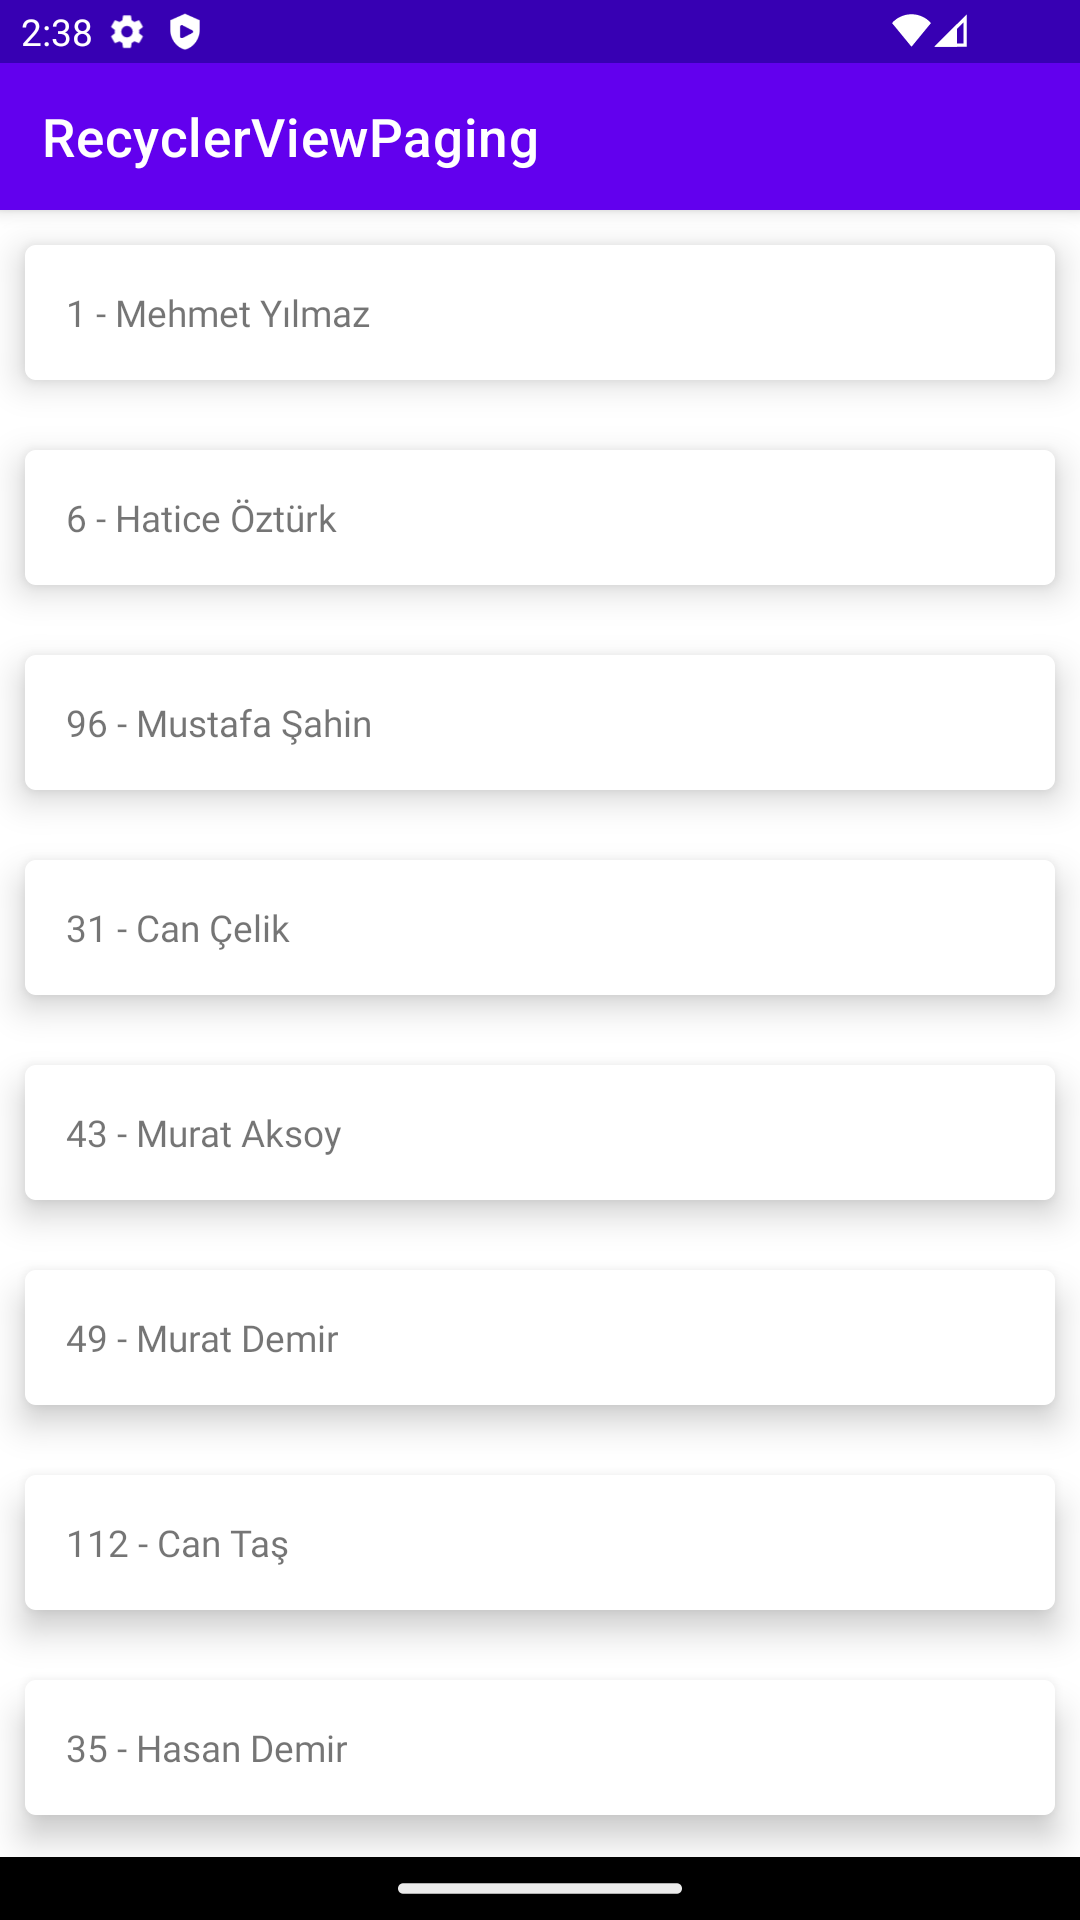 2:38
RecyclerViewPaging
1 - Mehmet Yılmaz
6 - Hatice Öztürk
96 - Mustafa Şahin
31 - Can Çelik
43 - Murat Aksoy
49 - Murat Demir
112 - Can Taş
35 - Hasan Demir